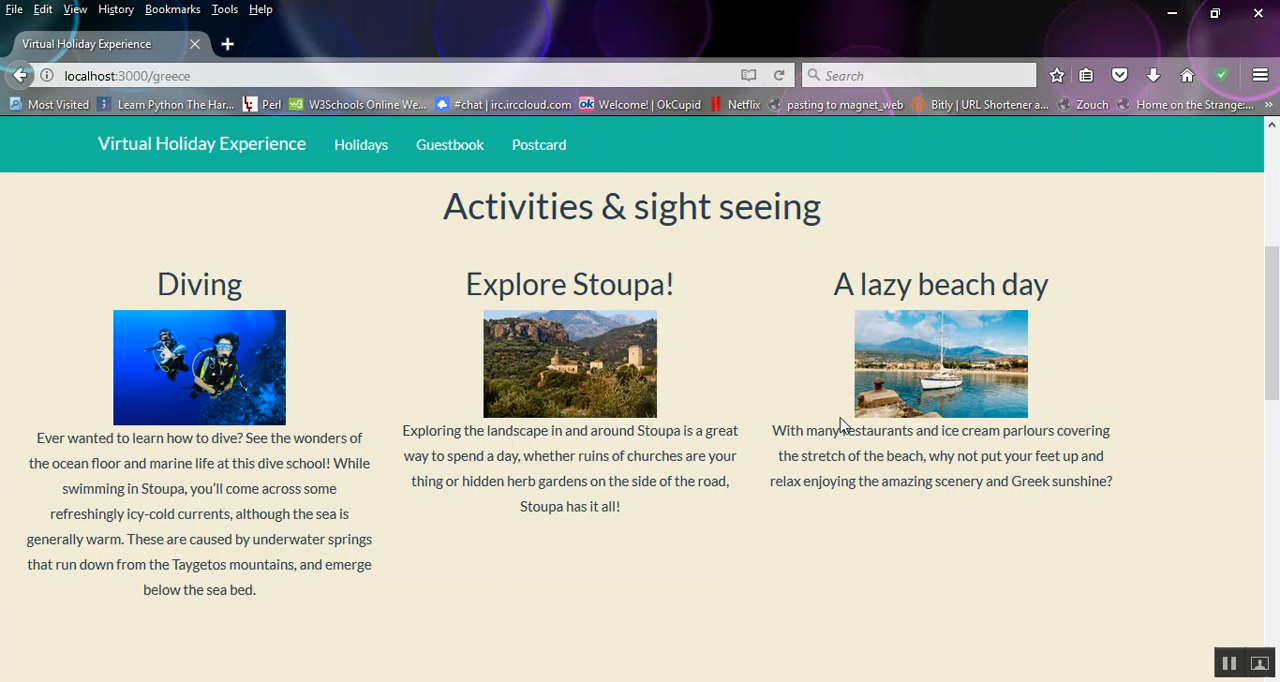 File Edit View History Bookmarks Tools Help
Virtual Holiday Experience
localhost:3000/greece
Search
Most Visited
Learn Python The Har...
Perl
W3Schools Online We...
#chat | irc.irccloud.com
ok Welcome! | OkCupid
Netflix
pasting to magnet_web
Bitly | URL Shortener a...
Zouch
Home on the Strange:...
Virtual Holiday Experience Holidays Guestbook Postcard
Activities & sight seeing
Diving
Ever wanted to learn how to dive? See the wonders of
the ocean floor and marine life at this dive school! While
swimming in Stoupa, you'll come across some
refreshingly icy-cold currents, although the sea is
generally warm. These are caused by underwater springs
that run down from the Taygetos mountains, and emerge
below the sea bed.
Explore Stoupa!
Exploring the landscape in and around Stoupa is a great
way to spend a day, whether ruins of churches are your
thing or hidden herb gardens on the side of the road,
Stoupa has it all!
A lazy beach day
With many restaurants and ice cream parlours covering
the stretch of the beach, why not put your feet up and
relax enjoying the amazing scenery and Greek sunshine?